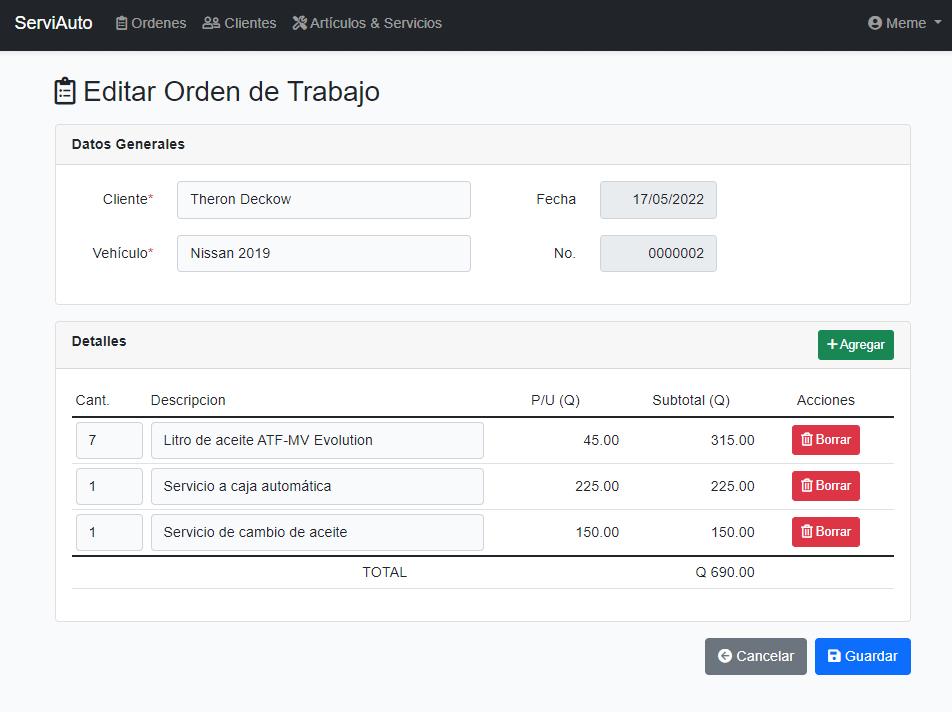 ServiAuto Ordenes Clientes Artículos & Servicios Meme
Editar Orden de Trabajo
Datos Generales
Cliente* Theron Deckow Fecha 17/05/2022
Vehículo* Nissan 2019 No. 0000002
Detalles Agregar
Cant. Descripcion P/U (Q) Subtotal (Q) Acciones
7 Litro de aceite ATF-MV Evolution 45.00 315.00 Borrar
1 Servicio a caja automática 225.00 225.00 Borrar
1 Servicio de cambio de aceite 150.00 150.00 Borrar
TOTAL Q 690.00
Cancelar Guardar